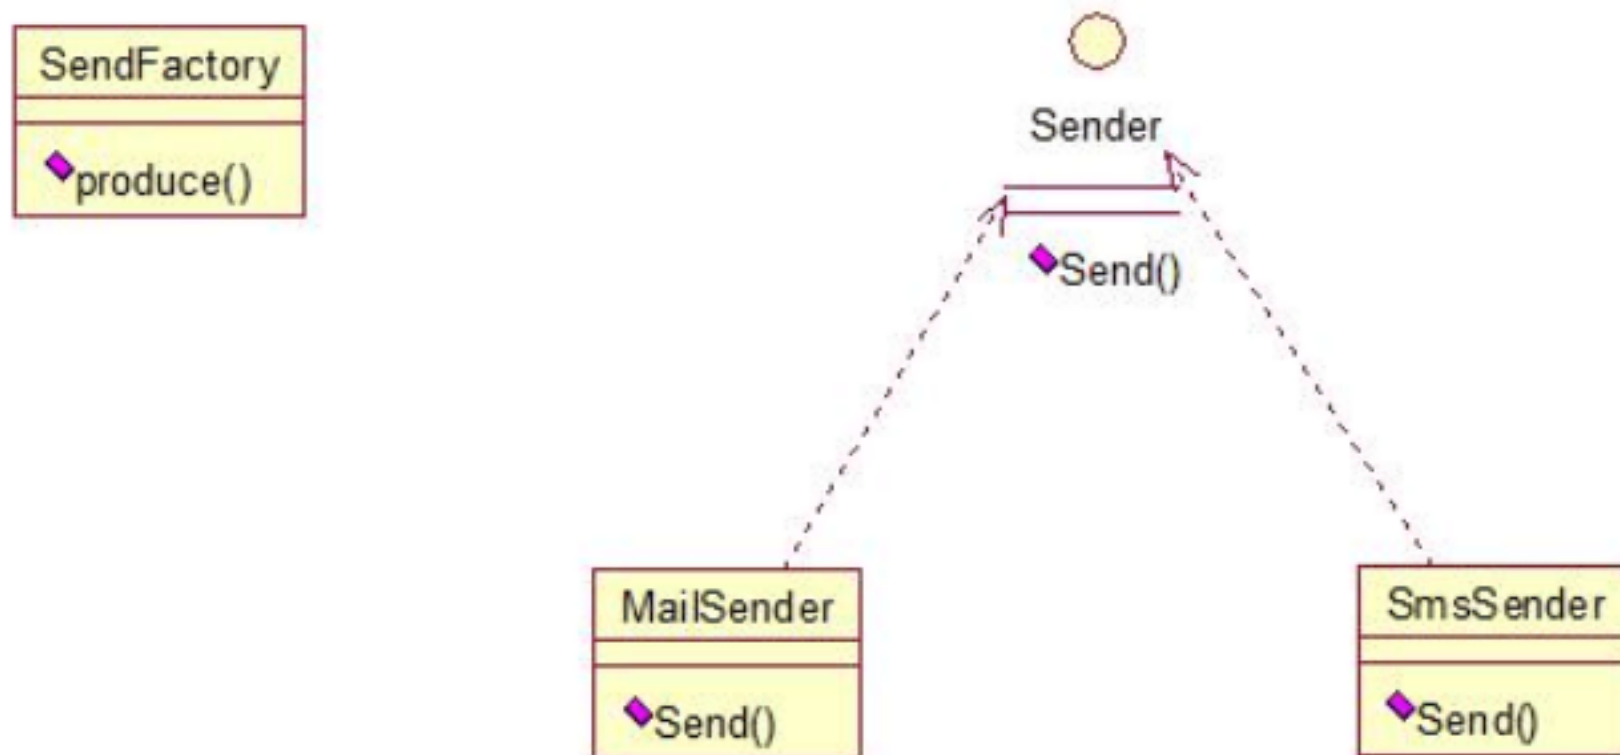 SendFactory
produce()
Sender
Send()
MailSender
Send()
SmsSender
Send()